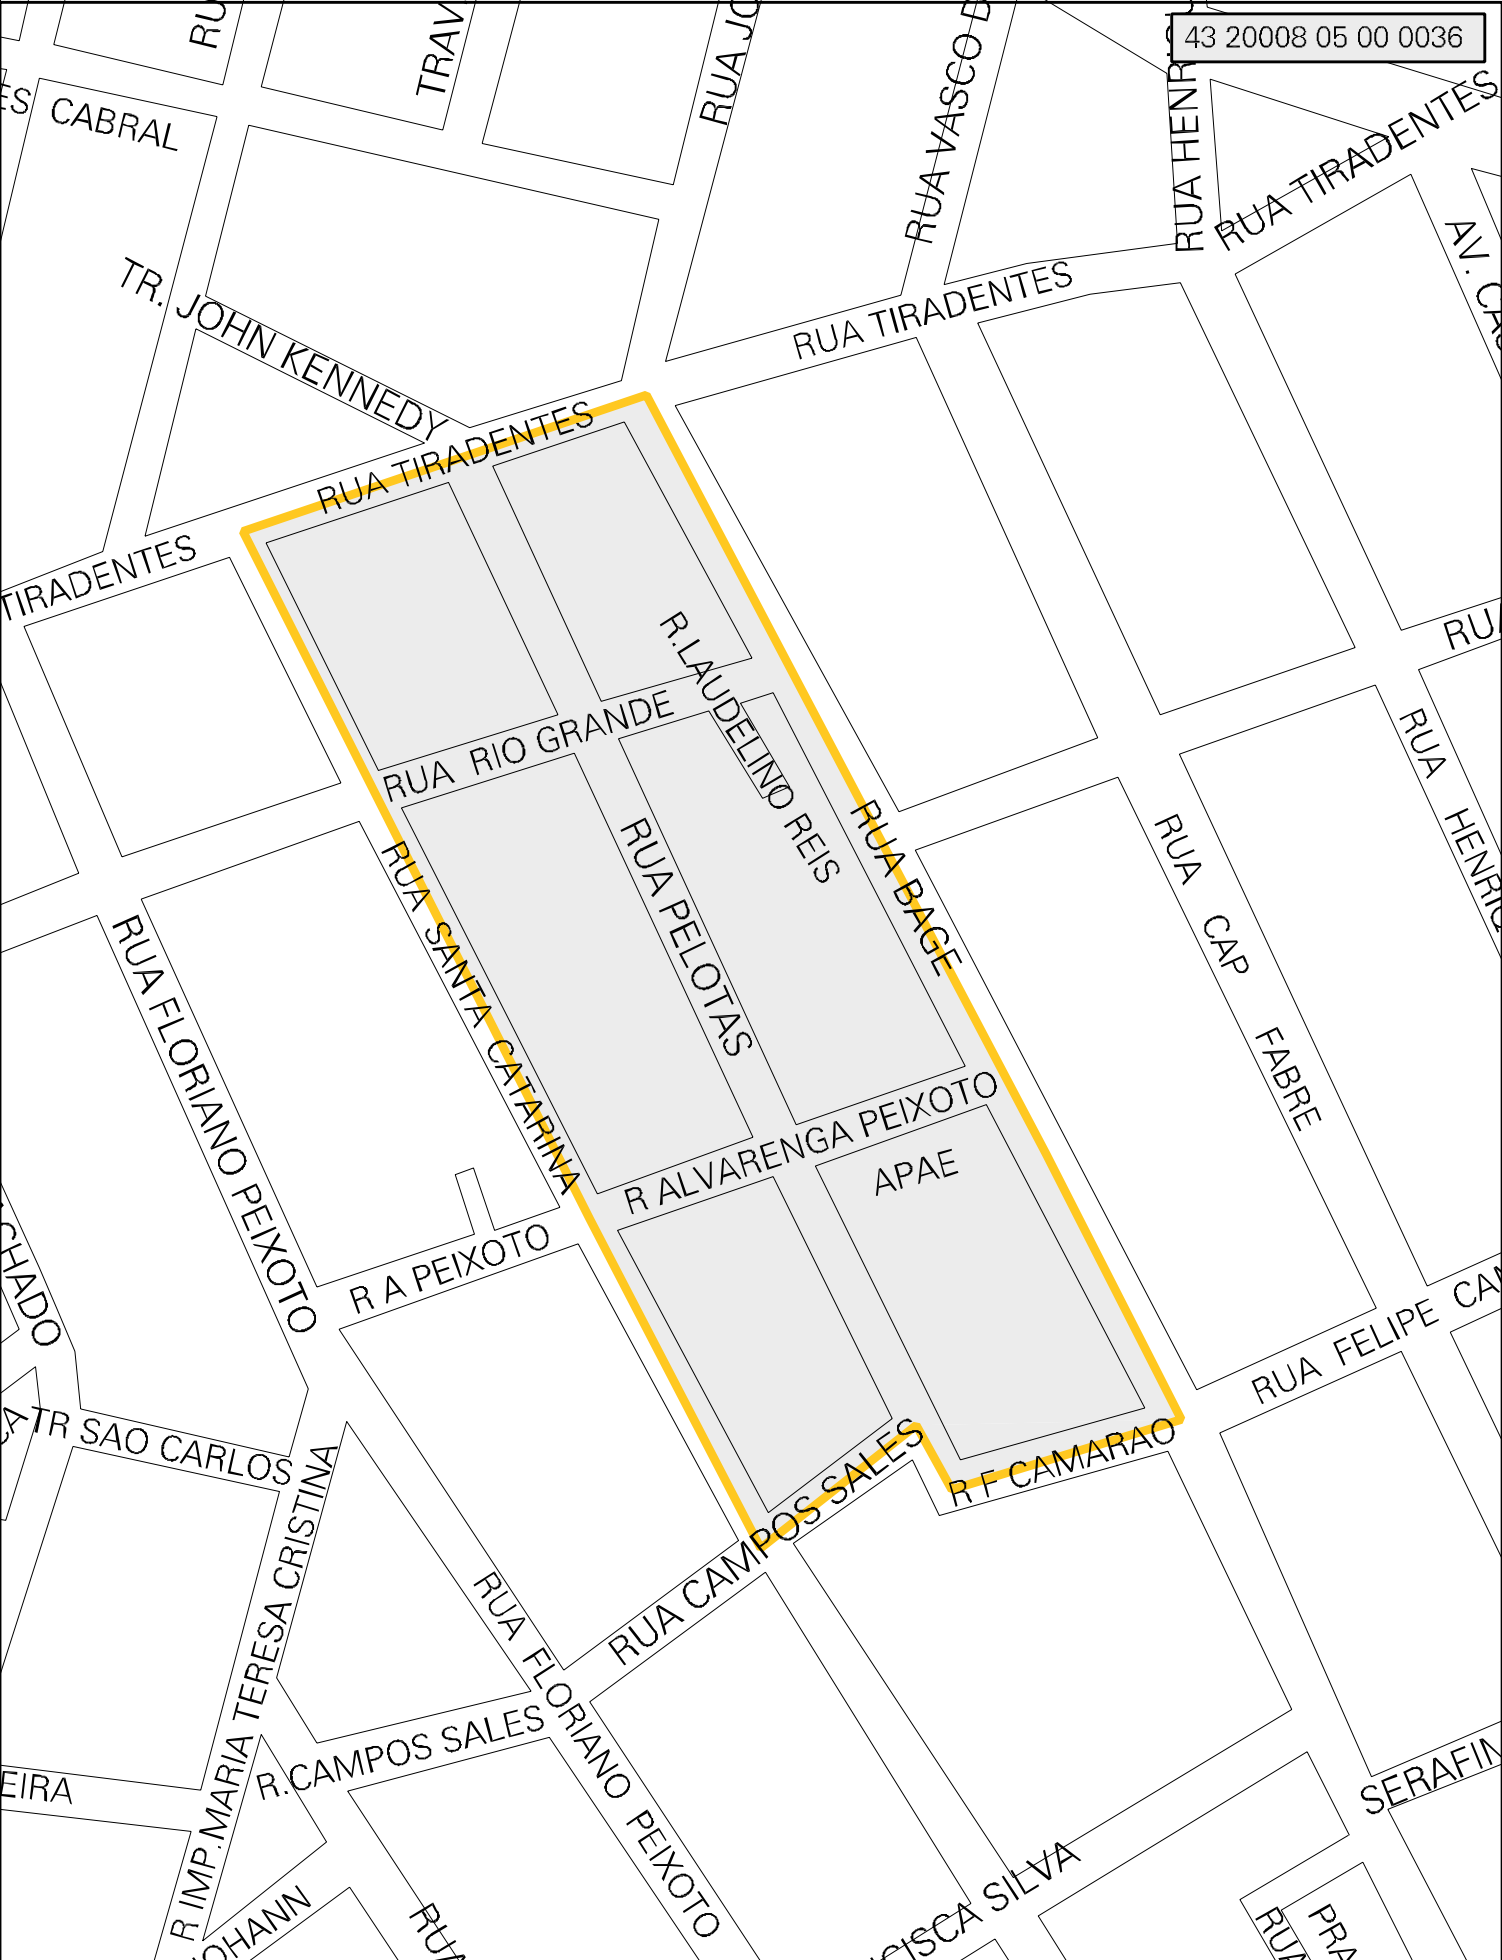 43 20008 05 00 0036
CABRAL
RUA VASCO
RUA TIRADENTES
TR. JOHN KENNEDY
RUA TIRADENTES
RUA TIRADENTES
TIRADENTES
R.LAUDELINO REIS
RUA RIO GRANDE
RUA PELOTAS
RUA BAGE
RUA SANTA CATARINA
RUA CAP FABRE
RUA
RUA FLORIANO PEIXOTO
R ALVARENGA PEIXOTO
APAE
R A PEIXOTO
RUA FELIPE
TR SAO CARLOS
R F CAMARAO
RUA CAMPOS SALES
R IMP.MARIA TERESA CRISTINA
RUA FLORIANO PEIXOTO
R.CAMPOS SALES
SILVA
RUA